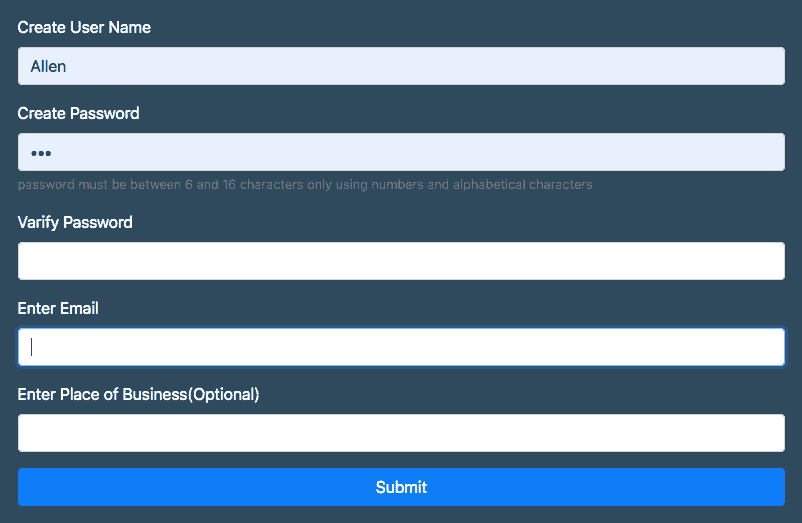 Create User Name
Allen
Create Password
•••
password must be between 6 and 16 characters only using numbers and alphabetical characters
Varify Password
Enter Email
Enter Place of Business(Optional)
Submit